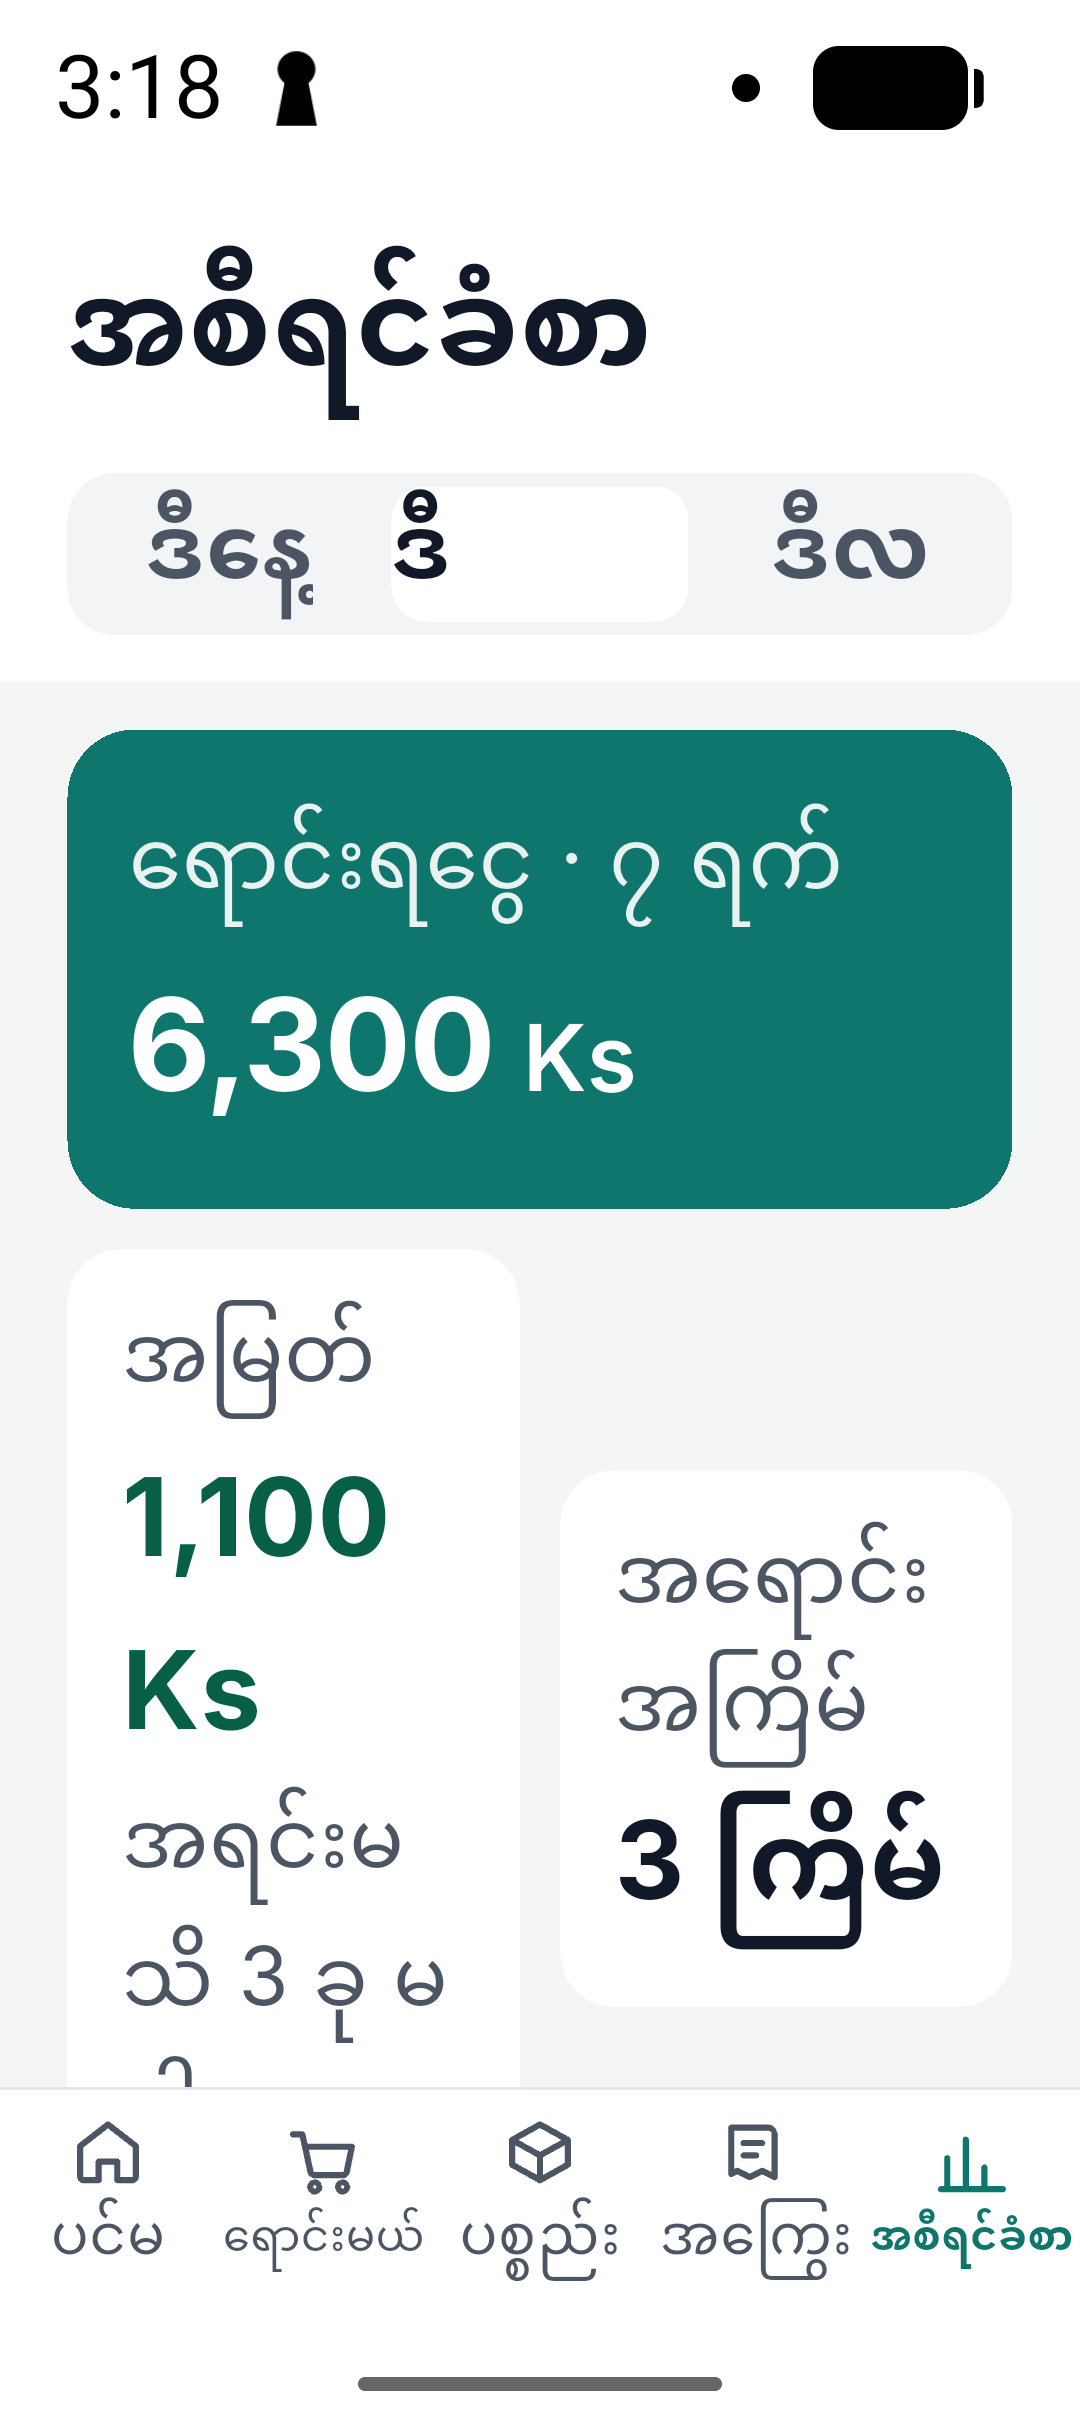 3:18
အစီရင်ခံစာ
ဒီနေ့
ဒီ
ဒီလ
ရောင်းရငွေ · ၇ ရက်
6,300 Ks
အမြတ်
1,100
Ks
အရင်းမ
သိ 3 ခု မ
အရောင်း
အကြိမ်
3 ကြိမ်
ပင်မ
ရောင်းမယ်
ပစ္စည်း
အကြွေး
အစီရင်ခံစာ